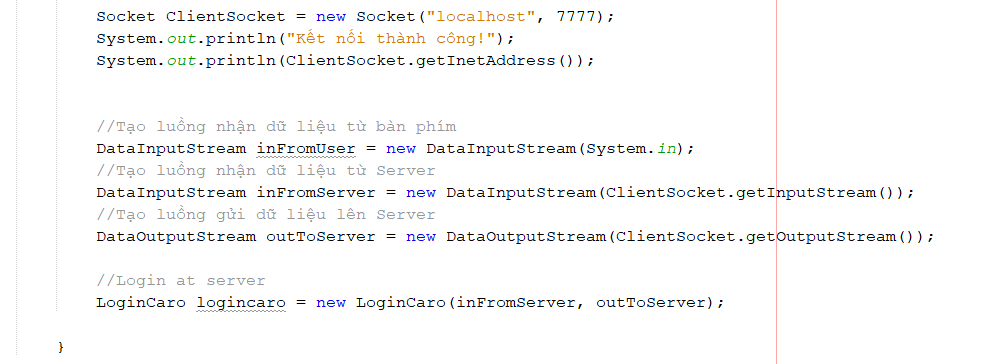 Socket ClientSocket = new Socket("localhost", 7777);
System.out.println("Kết nối thành công!");
System.out.println(ClientSocket.getInetAddress());
//Tạo luồng nhận dữ liệu từ bàn phím
DataInputStream inFromUser = new DataInputStream(System.in);
//Tạo luồng nhận dữ liệu từ Server
DataInputStream inFromServer = new DataInputStream(ClientSocket.getInputStream());
//Tạo luồng gửi dữ liệu lên Server
DataOutputStream outToServer = new DataOutputStream(ClientSocket.getOutputStream());
//Login at server
LoginCaro logincaro = new LoginCaro(inFromServer, outToServer);
}